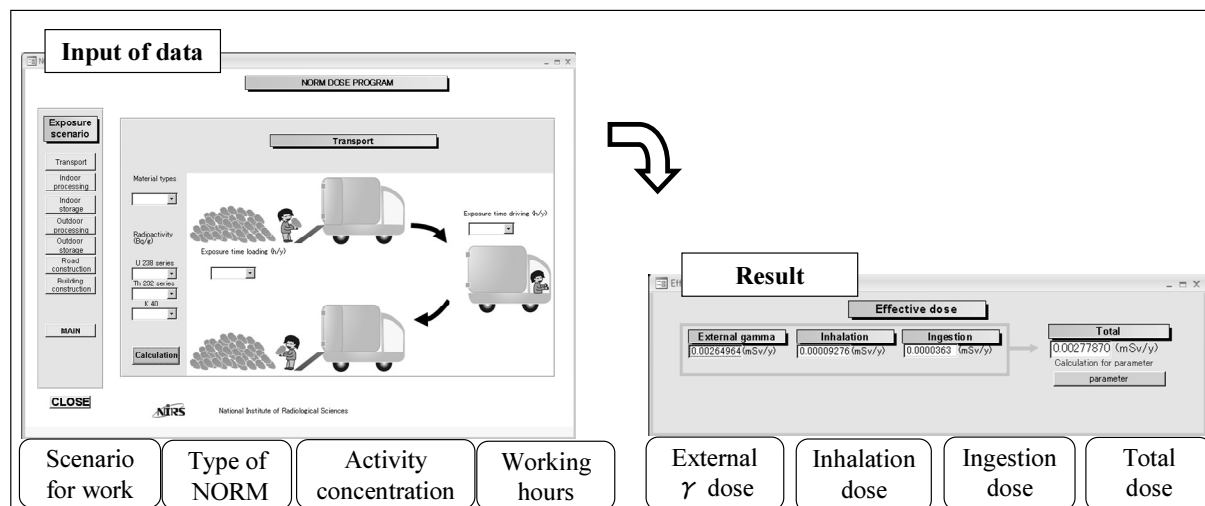 Input of data
NORM DOSE PROGRAM
Exposure
scenario
Transport
Indoor
processing
Indoor
storage
Outdoor
processing
Outdoor
storage
Road
construction
Building
construction
MAIN
CLOSE
Transport
Material types
Radioactivity
(Bq/g)
U 238 series
Th 232 series
K 40
Calculation
Exposure time loading (h/y)
Exposure time driving (h/y)
NIRS
National Institute of Radiological Sciences
Scenario
for work
Type of
NORM
Activity
concentration
Working
hours
Result
Effective dose
External gamma
0.00264964 (mSv/y)
Inhalation
0.00009276 (mSv/y)
Ingestion
0.0000363 (mSv/y)
Total
0.00277870 (mSv/y)
Calculation for parameter
parameter
External
γ dose
Inhalation
dose
Ingestion
dose
Total
dose